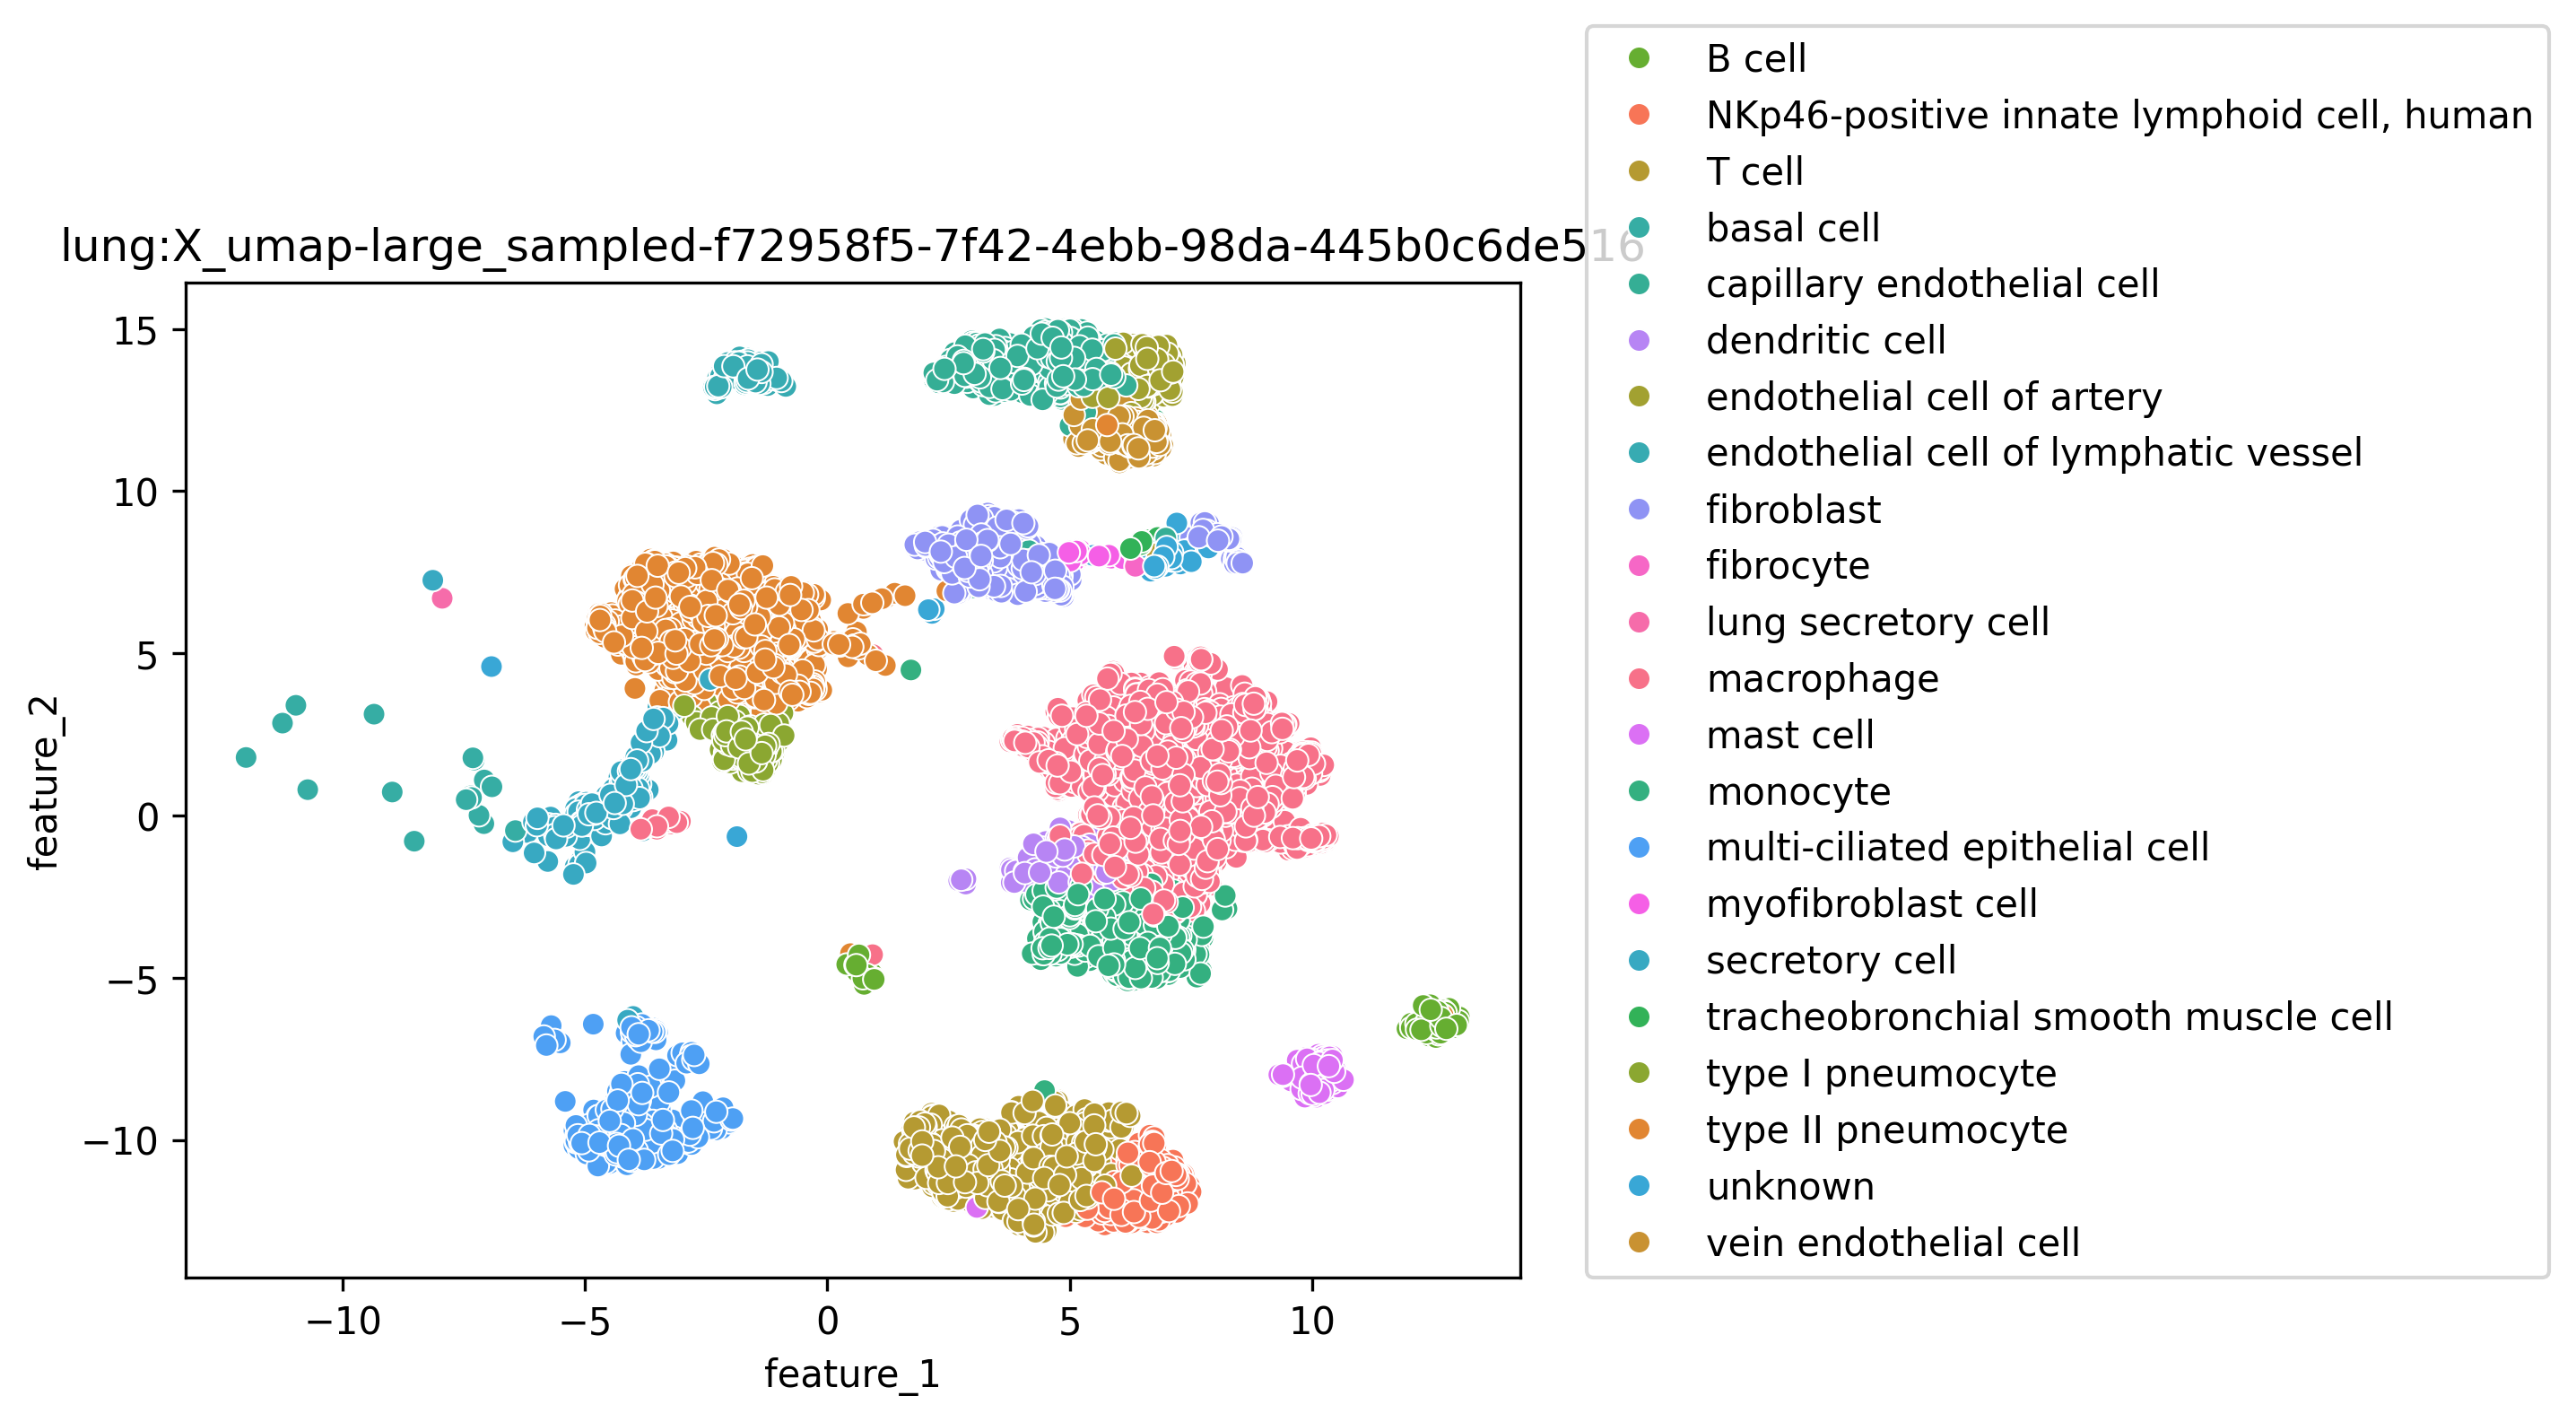 lung:X_umap-large_sampled-f72958f5-7f42-4ebb-98da-445b0c6de516
15
10
5
0
−5
−10
feature_2
−10
−5
0
5
10
feature_1
B cell
NKp46-positive innate lymphoid cell, human
T cell
basal cell
capillary endothelial cell
dendritic cell
endothelial cell of artery
endothelial cell of lymphatic vessel
fibroblast
fibrocyte
lung secretory cell
macrophage
mast cell
monocyte
multi-ciliated epithelial cell
myofibroblast cell
secretory cell
tracheobronchial smooth muscle cell
type I pneumocyte
type II pneumocyte
unknown
vein endothelial cell